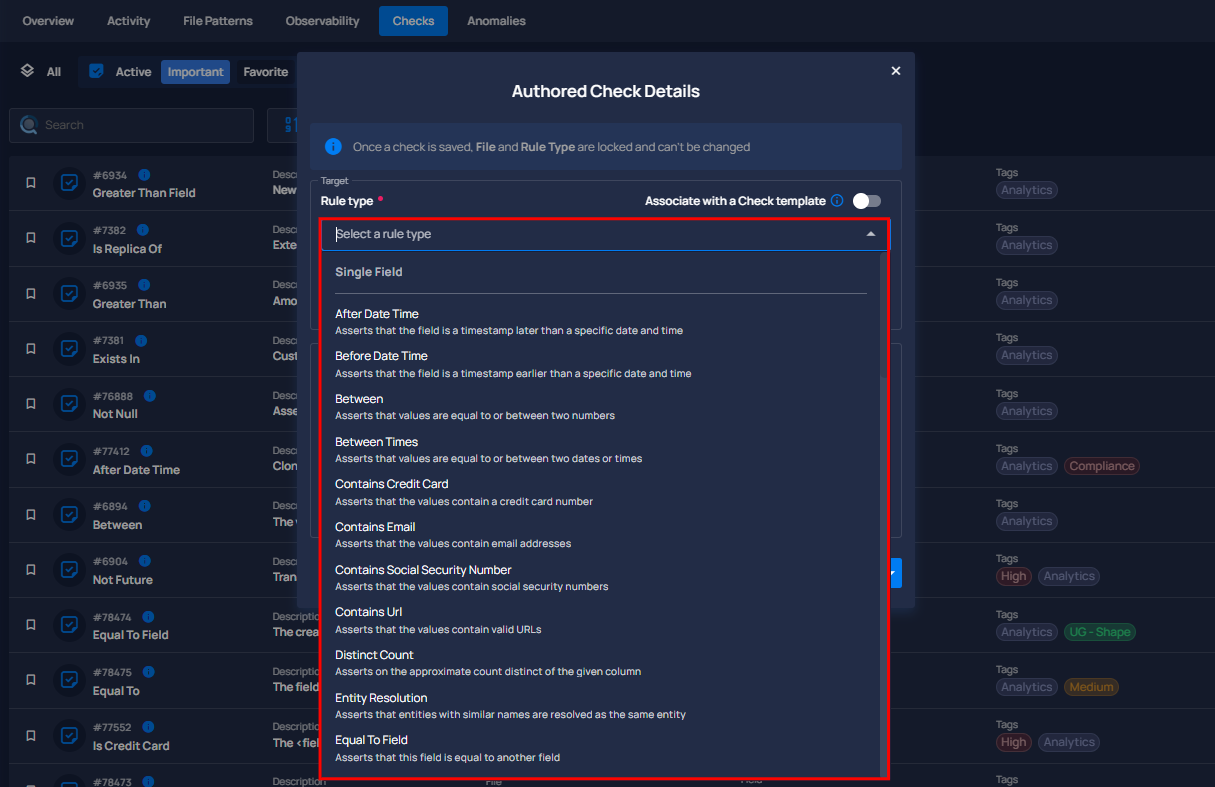 Overview Activity File Patterns Observability Checks Anomalies
All Active Important Favorite
Search
Authored Check Details
Once a check is saved, File and Rule Type are locked and can't be changed
Target
Rule type • Associate with a Check template
Select a rule type
Single Field
After Date Time
Asserts that the field is a timestamp later than a specific date and time
Before Date Time
Asserts that the field is a timestamp earlier than a specific date and time
Between
Asserts that values are equal to or between two numbers
Between Times
Asserts that values are equal to or between two dates or times
Contains Credit Card
Asserts that the values contain a credit card number
Contains Email
Asserts that the values contain email addresses
Contains Social Security Number
Asserts that the values contain social security numbers
Contains Url
Asserts that the values contain valid URLs
Distinct Count
Asserts on the approximate count distinct of the given column
Entity Resolution
Asserts that entities with similar names are resolved as the same entity
Equal To Field
Asserts that this field is equal to another field
#6934 Descr Tags
Greater Than Field New Analytics
#7382 Descr Tags
Is Replica Of Exte Analytics
#6935 Descr Tags
Greater Than Amo Analytics
#7381 Descr Tags
Exists In Cust Analytics
#76888 Descr Tags
Not Null Asse Analytics
#77412 Descr Tags
After Date Time Clon Analytics Compliance
#6894 Descr Tags
Between The Analytics
#6904 Descr Tags
Not Future Tran High Analytics
#78474 Description Tags
Equal To Field The crea Analytics UG - Shape
#78475 Description Tags
Equal To The field Analytics Medium
#77552 Description Tags
Is Credit Card The <fiel High Analytics
#78473 Description File Field Tags